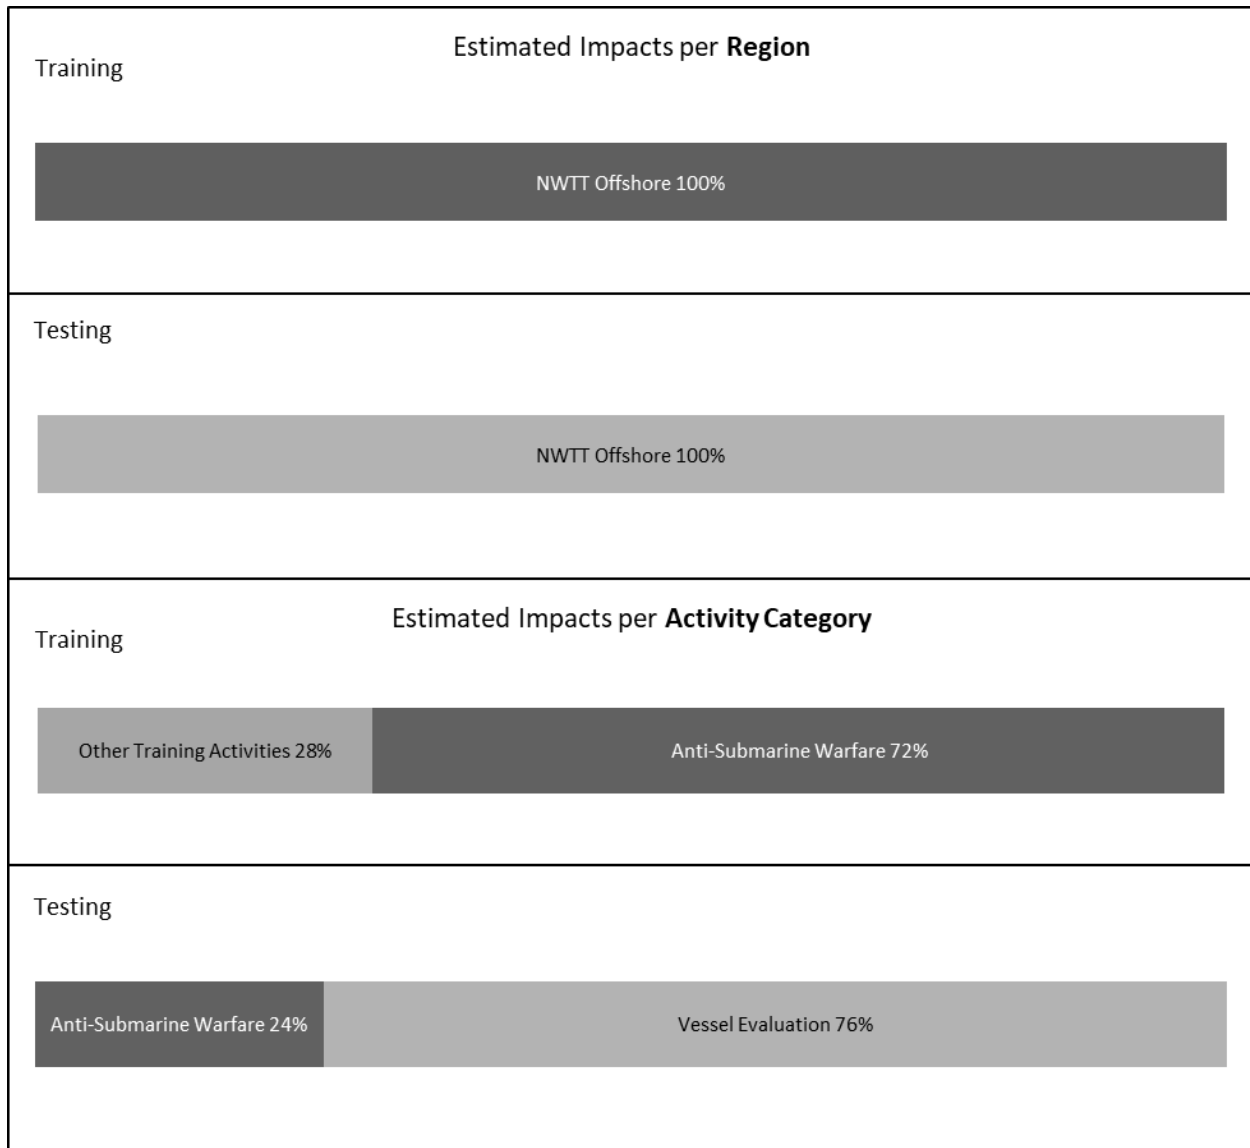 Estimated Impacts per Region
Training
NWTT Offshore 100%
Testing
NWTT Offshore 100%
Estimated Impacts per Activity Category
Training
Other Training Activities 28%
Anti-Submarine Warfare 72%
Testing
Anti-Submarine Warfare 24%
Vessel Evaluation 76%